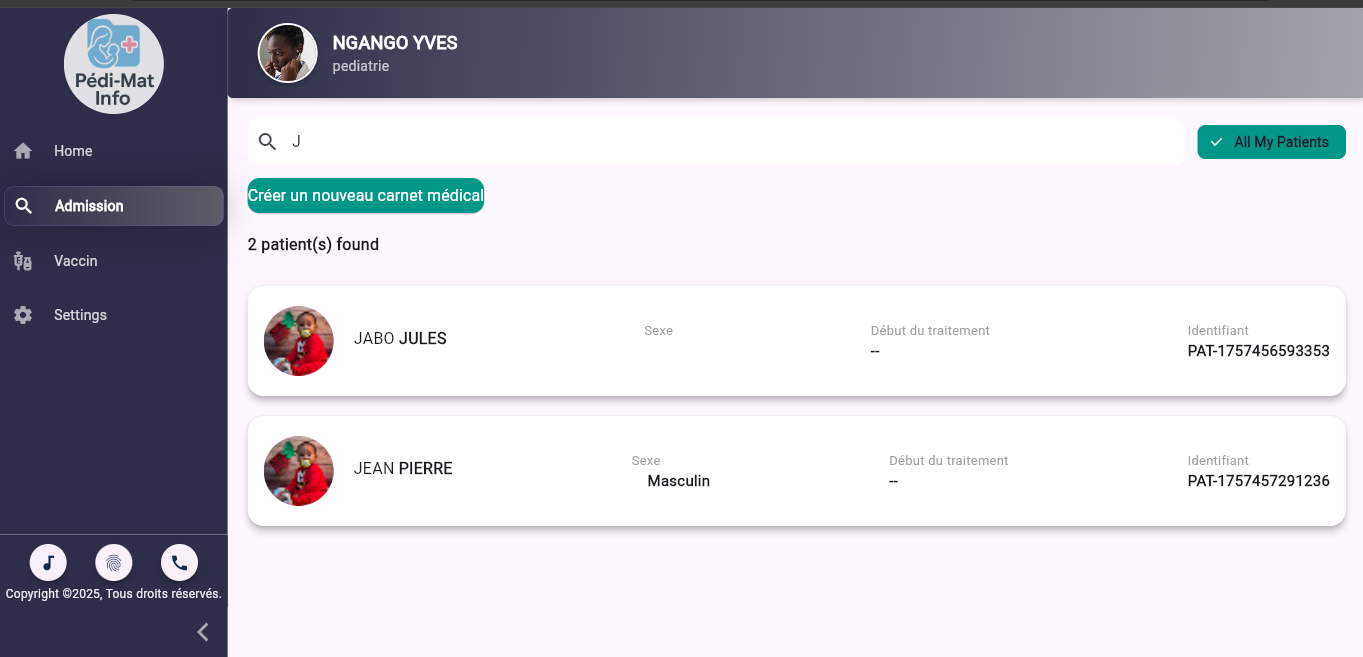 Pédi-Mat
Info
Home
Admission
Vaccin
Settings
Copyright ©2025, Tous droits réservés.
NGANGO YVES
pediatrie
J
All My Patients
Créer un nouveau carnet médical
2 patient(s) found
JABO JULES
Sexe
Début du traitement
--
Identifiant
PAT-1757456593353
JEAN PIERRE
Sexe
Masculin
Début du traitement
--
Identifiant
PAT-1757457291236